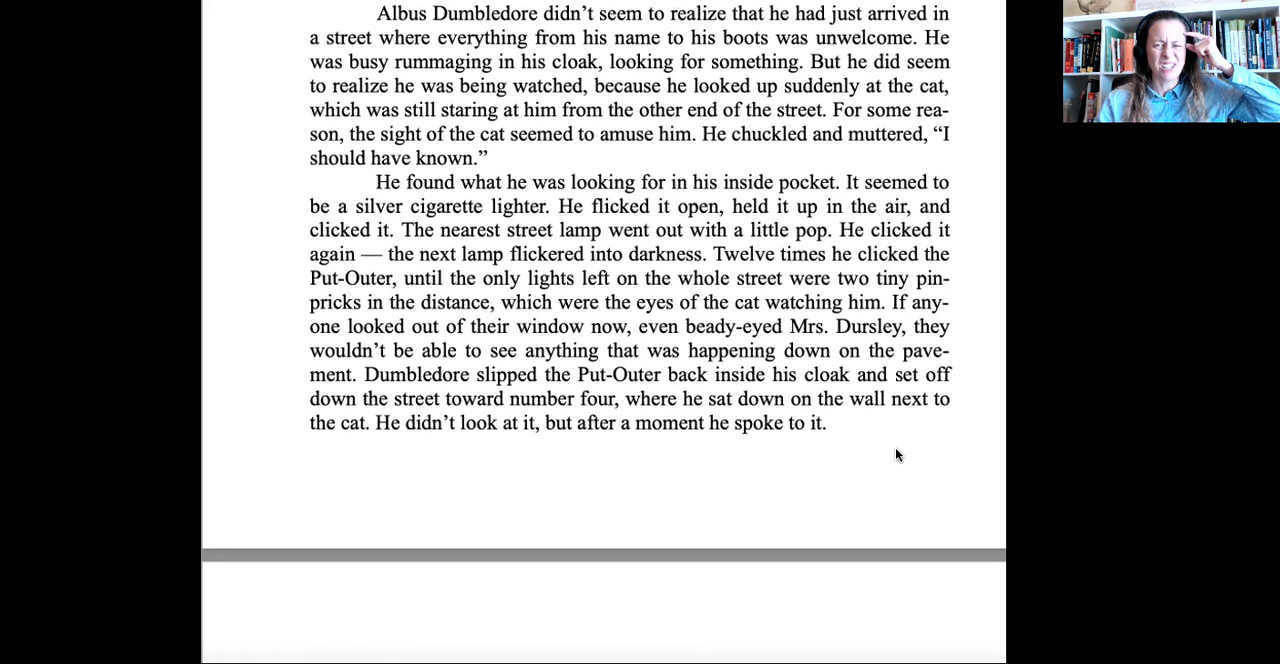 Albus Dumbledore didn’t seem to realize that he had just arrived in
a street where everything from his name to his boots was unwelcome. He
was busy rummaging in his cloak, looking for something. But he did seem
to realize he was being watched, because he looked up suddenly at the cat,
which was still staring at him from the other end of the street. For some rea-
son, the sight of the cat seemed to amuse him. He chuckled and muttered, “I
should have known.”
He found what he was looking for in his inside pocket. It seemed to
be a silver cigarette lighter. He flicked it open, held it up in the air, and
clicked it. The nearest street lamp went out with a little pop. He clicked it
again — the next lamp flickered into darkness. Twelve times he clicked the
Put-Outer, until the only lights left on the whole street were two tiny pin-
pricks in the distance, which were the eyes of the cat watching him. If any-
one looked out of their window now, even beady-eyed Mrs. Dursley, they
wouldn’t be able to see anything that was happening down on the pave-
ment. Dumbledore slipped the Put-Outer back inside his cloak and set off
down the street toward number four, where he sat down on the wall next to
the cat. He didn’t look at it, but after a moment he spoke to it.